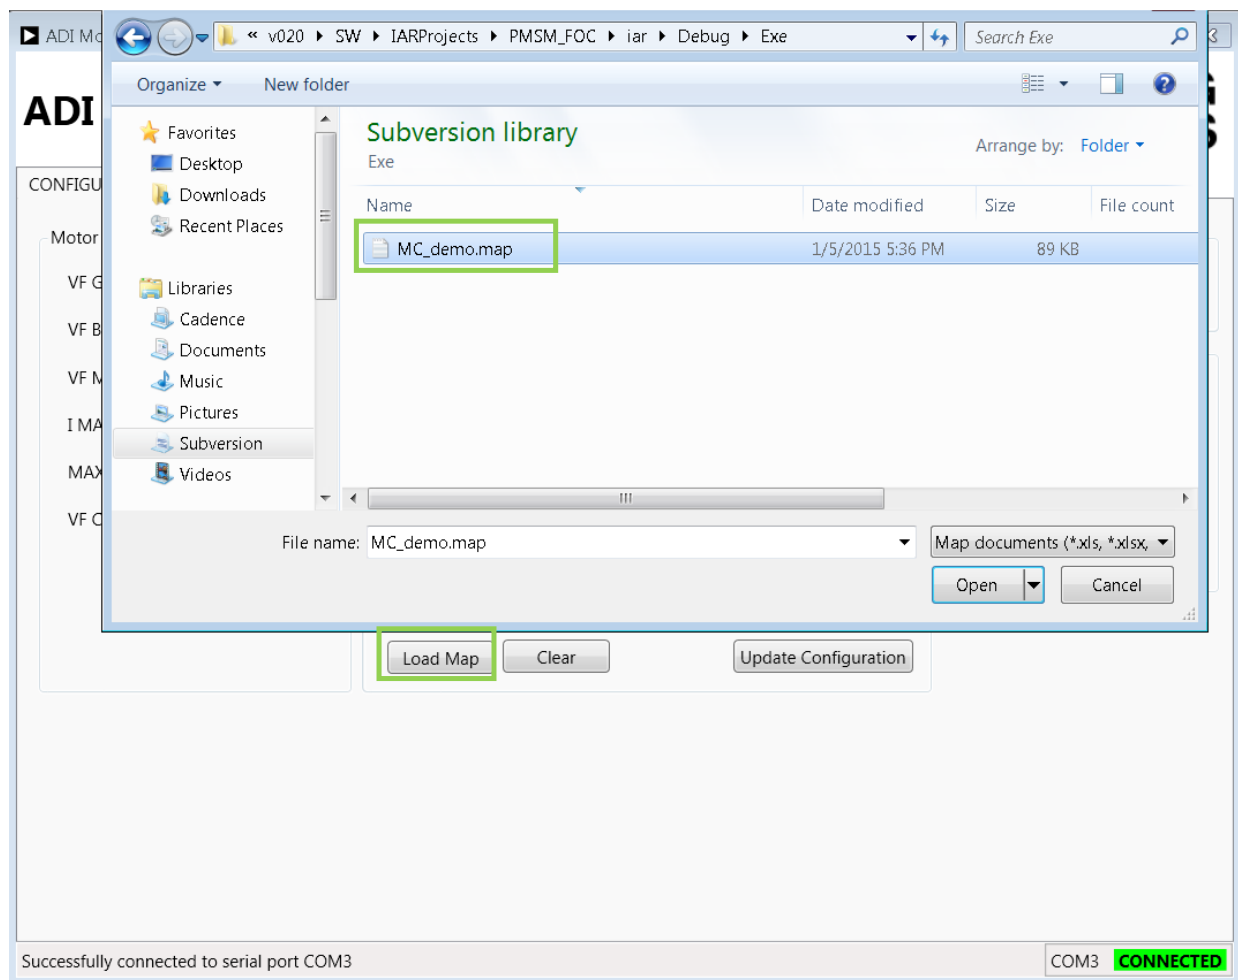 ADI Mo
« v020 SW IARProjects PMSM_FOC iar Debug Exe
Search Exe
Organize
New folder
ADI
CONFIGU
Motor
VF G
VF B
VF M
I MA
MAX
VF C
Favorites
Desktop
Downloads
Recent Places
Libraries
Cadence
Documents
Music
Pictures
Subversion
Videos
Subversion library
Exe
Arrange by: Folder
Name Date modified Size File count
MC_demo.map 1/5/2015 5:36 PM 89 KB
File name: MC_demo.map
Map documents (*.xls, *.xlsx,
Open
Cancel
Load Map
Clear
Update Configuration
Successfully connected to serial port COM3
COM3 CONNECTED